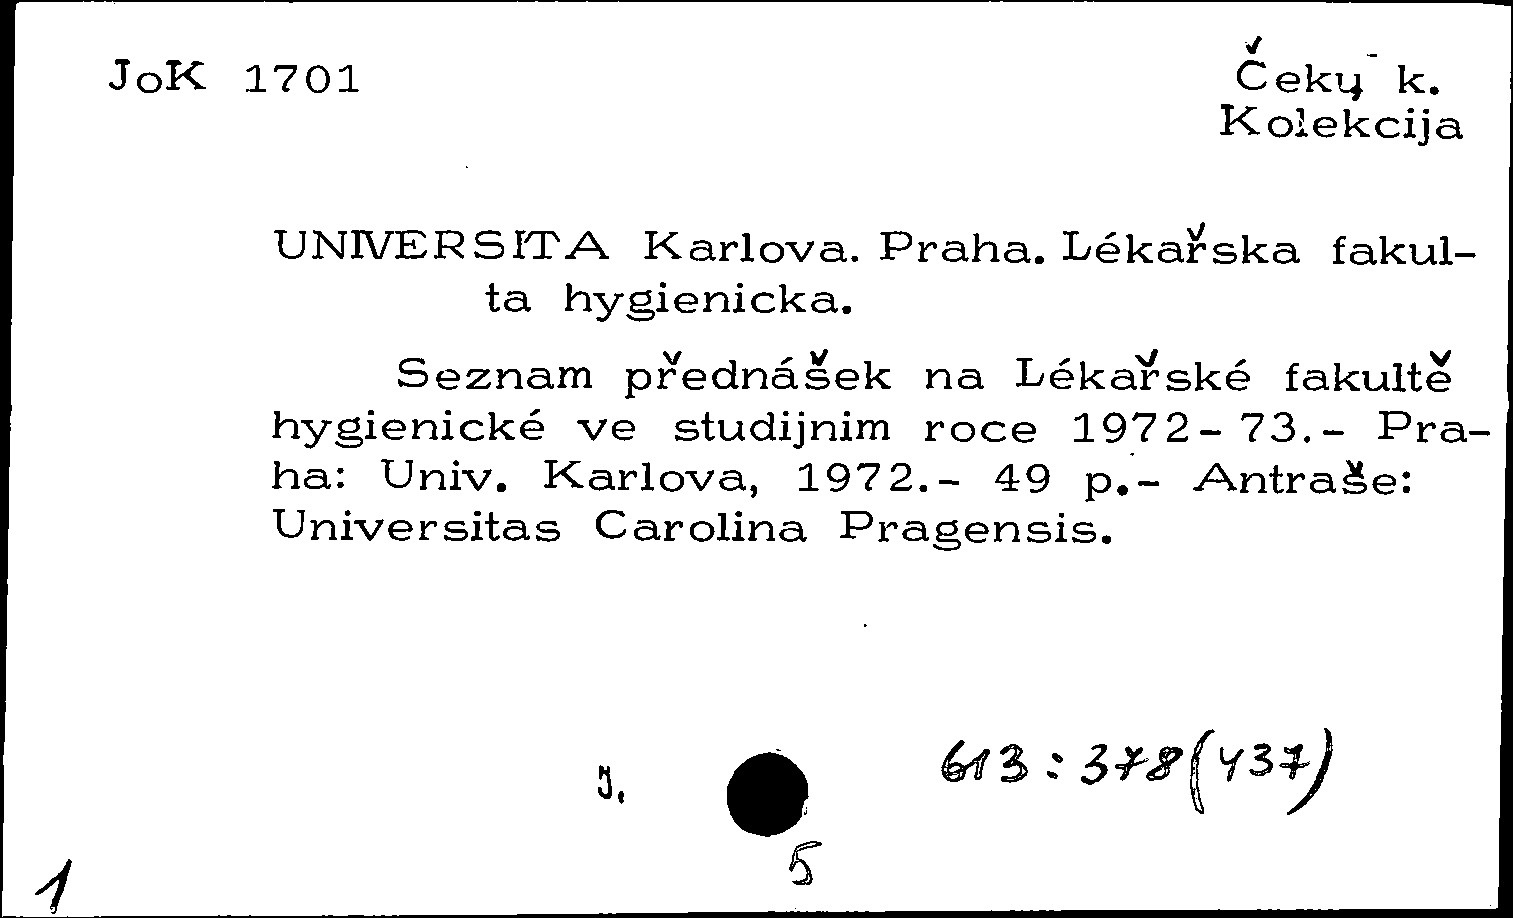 JoK 1701
Čekų k.
Kolekcija
UNIVERSITA Karlova. Praha. Lékařska fakul-
ta hygienicka.
Seznam přednášek na Lékařské fakultě
hygienické ve studijnim roce 1972-73.- Pra-
ha: Univ. Karlova, 1972.- 49 p.- Antraše:
Universitas Carolina Pragensis.
613:378(437)
5
1